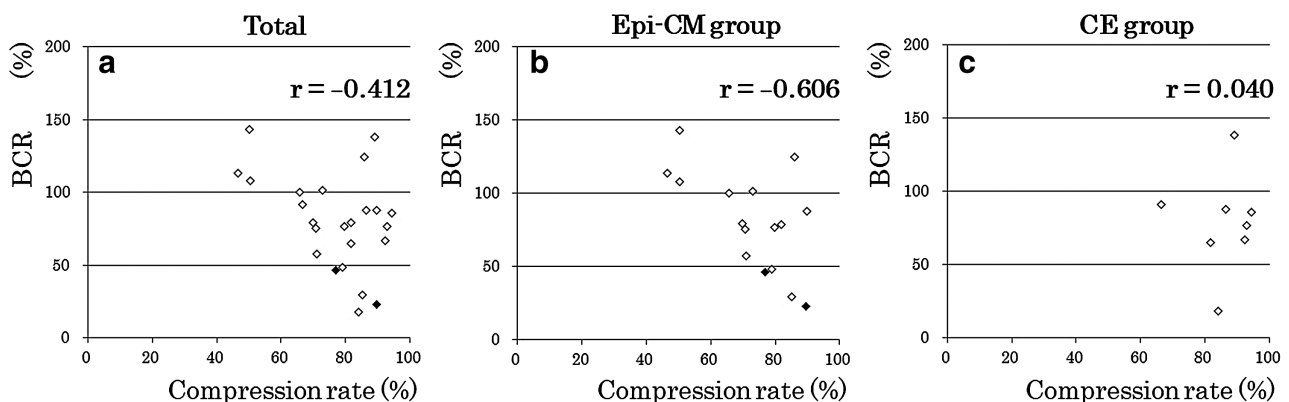 Total
(%)
BCR
a
r = -0.412
200
150
100
50
0
0 20 40 60 80 100
Compression rate (%)
Epi-CM group
(%)
BCR
b
r = -0.606
200
150
100
50
0
0 20 40 60 80 100
Compression rate (%)
CE group
(%)
BCR
c
r = 0.040
200
150
100
50
0
0 20 40 60 80 100
Compression rate (%)